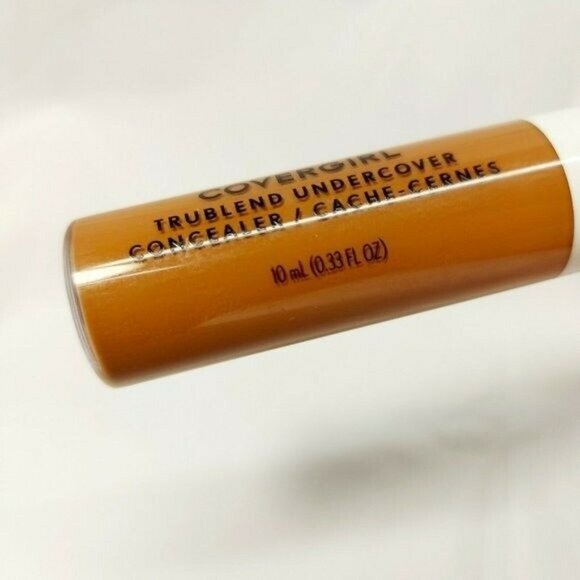 COVERGIRL
TRUBLEND UNDERCOVER
CONCEALER / CACHE-CERNES
10 mL (0.33 FL OZ)